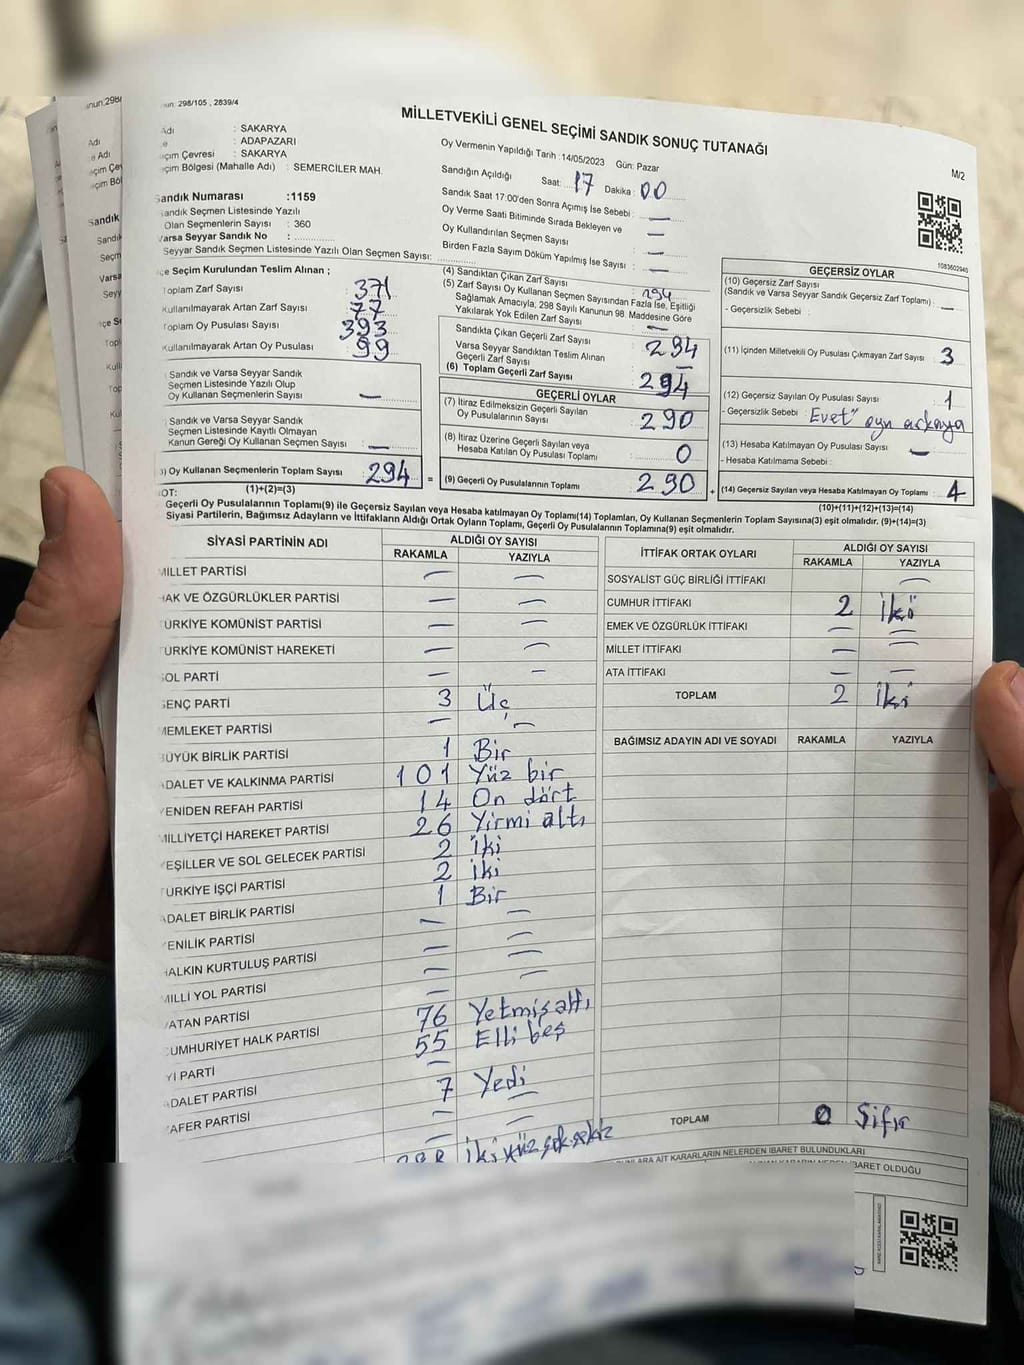 anun: 298/105 , 2839/4
MİLLETVEKİLİ GENEL SEÇİMİ SANDIK SONUÇ TUTANAĞI
M/2
Adı : SAKARYA
: ADAPAZARI
çim Çevresi : SAKARYA
çim Bölgesi (Mahalle Adı) : SEMERCİLER MAH.
Sandık Numarası :1159
Sandık Seçmen Listesinde Yazılı
Olan Seçmenlerin Sayısı : 360
Varsa Seyyar Sandık No :
Seyyar Sandık Seçmen Listesinde Yazılı Olan Seçmen Sayısı:
Oy Vermenin Yapıldığı Tarih :14/05/2023 Gün: Pazar
Sandığın Açıldığı Saat: 17 Dakika : 00
Sandık Saat 17:00'den Sonra Açımış İse Sebebi : —
Oy Verme Saati Bitiminde Sırada Bekleyen ve
Oy Kullandırılan Seçmen Sayısı —
Birden Fazla Sayım Döküm Yapılmış İse Sayısı : —
1083602945
çe Seçim Kurulundan Teslim Alınan ;
Toplam Zarf Sayısı : 371
Kullanılmayarak Artan Zarf Sayısı : 77
Toplam Oy Pusulası Sayısı : 393
Kullanılmayarak Artan Oy Pusulası : 99
Sandık ve Varsa Seyyar Sandık
Seçmen Listesinde Yazılı Olup
Oy Kullanan Seçmenlerin Sayısı : —
Sandık ve Varsa Seyyar Sandık
Seçmen Listesinde Kayıtlı Olmayan
Kanun Gereği Oy Kullanan Seçmen Sayısı : —
3) Oy Kullanan Seçmenlerin Toplam Sayısı : 294 =
(1)+(2)=(3)
(4) Sandıktan Çıkan Zarf Sayısı : 294
(5) Zarf Sayısı Oy Kullanan Seçmen Sayısından Fazla İse, Eşitliği
Sağlamak Amacıyla, 298 Sayılı Kanunun 98. Maddesine Göre
Yakılarak Yok Edilen Zarf Sayısı : —
Sandıkta Çıkan Geçerli Zarf Sayısı : 294
Varsa Seyyar Sandıktan Teslim Alınan
Geçerli Zarf Sayısı : —
(6) Toplam Geçerli Zarf Sayısı : 294
GEÇERLİ OYLAR
(7) İtiraz Edilmeksizin Geçerli Sayılan
Oy Pusulalarının Sayısı : 290
(8) İtiraz Üzerine Geçerli Sayılan veya
Hesaba Katılan Oy Pusulası Toplamı : 0
(9) Geçerli Oy Pusulalarının Toplamı : 290 +
GEÇERSİZ OYLAR
(10) Geçersiz Zarf Sayısı
(Sandık ve Varsa Seyyar Sandık Geçersiz Zarf Toplamı) : —
- Geçersizlik Sebebi :
(11) İçinden Milletvekili Oy Pusulası Çıkmayan Zarf Sayısı : 3
(12) Geçersiz Sayılan Oy Pusulası Sayısı : 1
- Geçersizlik Sebebi : Evet" oyn arkaya
(13) Hesaba Katılmayan Oy Pusulası Sayısı : —
- Hesaba Katılmama Sebebi :
(14) Geçersiz Sayılan veya Hesaba Katılmayan Oy Toplamı : 4
(10)+(11)+(12)+(13)=(14)
NOT:
Geçerli Oy Pusulalarının Toplamı(9) ile Geçersiz Sayılan veya Hesaba katılmayan Oy Toplamı(14) Toplamları, Oy Kullanan Seçmenlerin Toplam Sayısına(3) eşit olmalıdır. (9)+(14)=(3)
Siyasi Partilerin, Bağımsız Adayların ve İttifakların Aldığı Ortak Oyların Toplamı, Geçerli Oy Pusulalarının Toplamına(9) eşit olmalıdır.
SİYASİ PARTİNİN ADI ALDIĞI OY SAYISI
RAKAMLA YAZIYLA
MİLLET PARTİSİ — —
HAK VE ÖZGÜRLÜKLER PARTİSİ — —
TÜRKİYE KOMÜNİST PARTİSİ — —
TÜRKİYE KOMÜNİST HAREKETİ — —
SOL PARTİ — —
GENÇ PARTİ 3 Üç
MEMLEKET PARTİSİ — —
BÜYÜK BİRLİK PARTİSİ 1 Bir
ADALET VE KALKINMA PARTİSİ 101 Yüz bir
YENİDEN REFAH PARTİSİ 14 On dört
MİLLİYETÇİ HAREKET PARTİSİ 26 Yirmi altı
YEŞİLLER VE SOL GELECEK PARTİSİ 2 İki
TÜRKİYE İŞÇİ PARTİSİ 2 İki
ADALET BİRLİK PARTİSİ 1 Bir
YENİLİK PARTİSİ — —
HALKIN KURTULUŞ PARTİSİ — —
MİLLİ YOL PARTİSİ — —
VATAN PARTİSİ —
CUMHURİYET HALK PARTİSİ 76 Yetmiş altı
İYİ PARTİ 55 Elli beş
ADALET PARTİSİ —
ZAFER PARTİSİ 7 Yedi
288 İki yüz seksen sekiz
İTTİFAK ORTAK OYLARI ALDIĞI OY SAYISI
RAKAMLA YAZIYLA
SOSYALİST GÜÇ BİRLİĞİ İTTİFAKI —
CUMHUR İTTİFAKI 2 İki
EMEK VE ÖZGÜRLÜK İTTİFAKI — —
MİLLET İTTİFAKI — —
ATA İTTİFAKI — —
TOPLAM 2 İki
BAĞIMSIZ ADAYIN ADI VE SOYADI RAKAMLA YAZIYLA
TOPLAM 0 Sıfır
BUNLARA AİT KARARLARIN NELERDEN İBARET BULUNDUKLARI
İBARET OLDUĞU